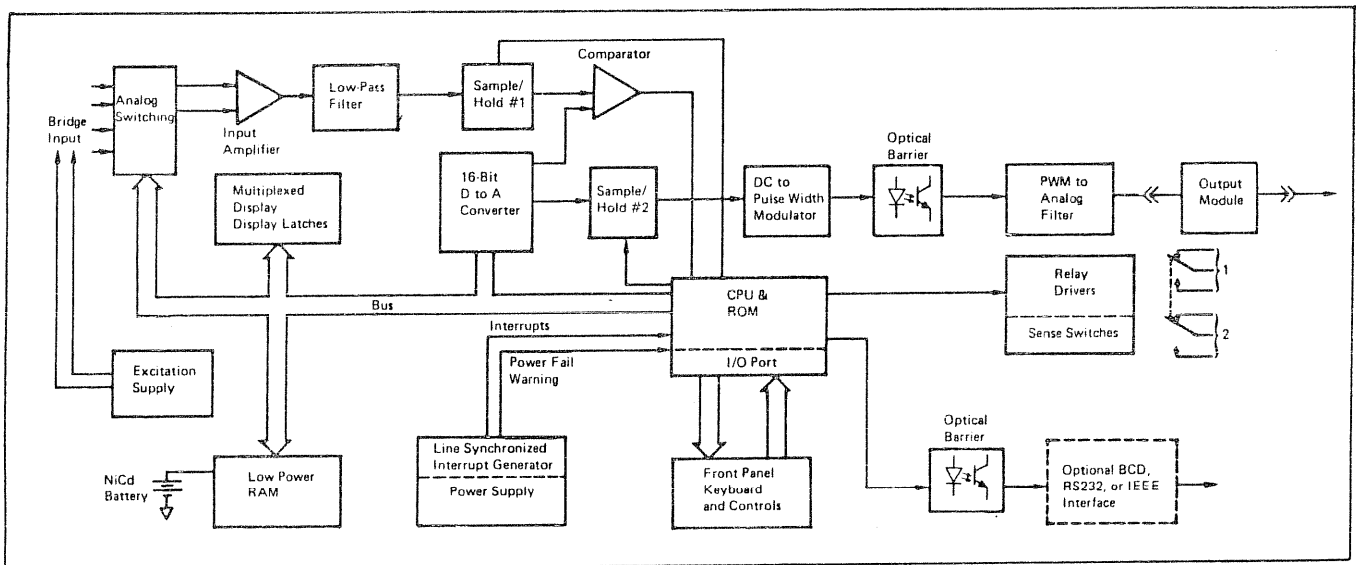 Comparator
Analog
Switching
Bridge
Input
Input
Amplifier
Low-Pass
Filter
Sample/
Hold #1
16-Bit
D to A
Converter
Sample/
Hold #2
DC to
Pulse Width
Modulator
Optical
Barrier
PWM to
Analog
Filter
Output
Module
Multiplexed
Display
Display Latches
Bus
CPU &
ROM
I/O Port
Relay
Drivers
Sense Switches
1
2
Interrupts
Power Fail
Warning
Excitation
Supply
NiCd
Battery
Low Power
RAM
Line Synchronized
Interrupt Generator
Power Supply
Front Panel
Keyboard
and Controls
Optical
Barrier
Optional BCD,
RS232, or IEEE
Interface